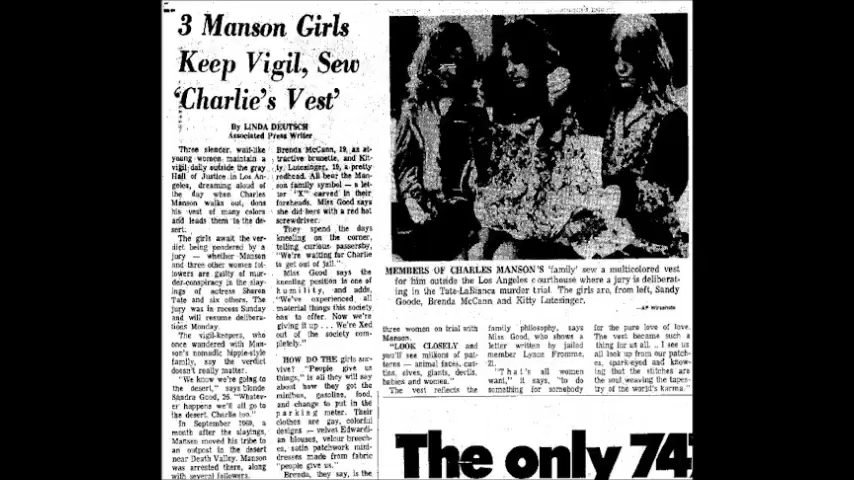 3 Manson Girls
Keep Vigil, Sew
'Charlie's Vest'
By LINDA DEUTSCH
Associated Press Writer
Three slender, waif-like
young women maintain a
vigil daily outside the gray
Hall of Justice in Los An-
geles, dreaming aloud of
the day when Charles
Manson walks out, dons
his vest of many colors
and leads them to the de-
sert.
The girls await the ver-
dict being pondered by a
jury — whether Manson
and three other women fol-
lowers are guilty of mur-
der-conspiracy in the slay-
ings of actress Sharon
Tate and six others. The
jury was in recess Sunday
and will resume delibera-
tions Monday.
The vigil-keepers, who
once wandered with Man-
son's nomadic hippie-style
family, say the verdict
doesn't really matter.
"We know we're going to
the desert," says blonde
Sandra Good, 26. "Whatev-
er happens we'll all go to
the desert. Charlie too."
In September 1969, a
month after the slayings,
Manson moved his tribe to
an outpost in the desert
near Death Valley. Manson
was arrested there, along
with several followers.
Brenda McCann, 19, an at-
tractive brunette, and Kit-
ty Lutesinger, 19, a pretty
redhead. All bear the Man-
son family symbol — a let-
ter "X" carved in their
foreheads. Miss Good says
she did hers with a red hot
screwdriver.
They spend the days
kneeling on the corner,
telling curious passersby,
"We're waiting for Charlie
to get out of jail."
Miss Good says the
kneeling position is one of
humility, and adds,
"We've experienced all
material things this society
has to offer. Now we're
giving it up . . . We're Xed
out of the society com-
pletely."
HOW DO THE girls sur-
vive? "People give us
things," is all they will say
about how they got the
minibus, gasoline, food,
and change to put in the
parking meter. Their
clothes are gay, colorful
designs — velvet Edwardi-
an blouses, velour breech-
es, satin patchwork mini-
dresses made from fabric
"people give us."
Brenda, they say, is the
MEMBERS OF CHARLES MANSON'S 'family' sew a multicolored vest
for him outside the Los Angeles courthouse where a jury is deliberat-
ing in the Tate-LaBianca murder trial. The girls are, from left, Sandy
Goode, Brenda McCann and Kitty Lutesinger.
—AP Wirephoto
three women on trial with
Manson.
"LOOK CLOSELY and
you'll see millions of pat-
terns — animal faces, cas-
tles, elves, giants, devils,
babies and women."
The vest reflects the
family philosophy, says
Miss Good, who shows a
letter written by jailed
member Lynne Fromme,
21.
"That's all women
want," it says, "to do
something for somebody
for the pure love of love.
The vest became such a
thing for us all. . . I see us
all look up from our patch-
es, spark-eyed and know-
ing that the stitches are
the soul, weaving the tapes-
try of the world's karma."
The only 747